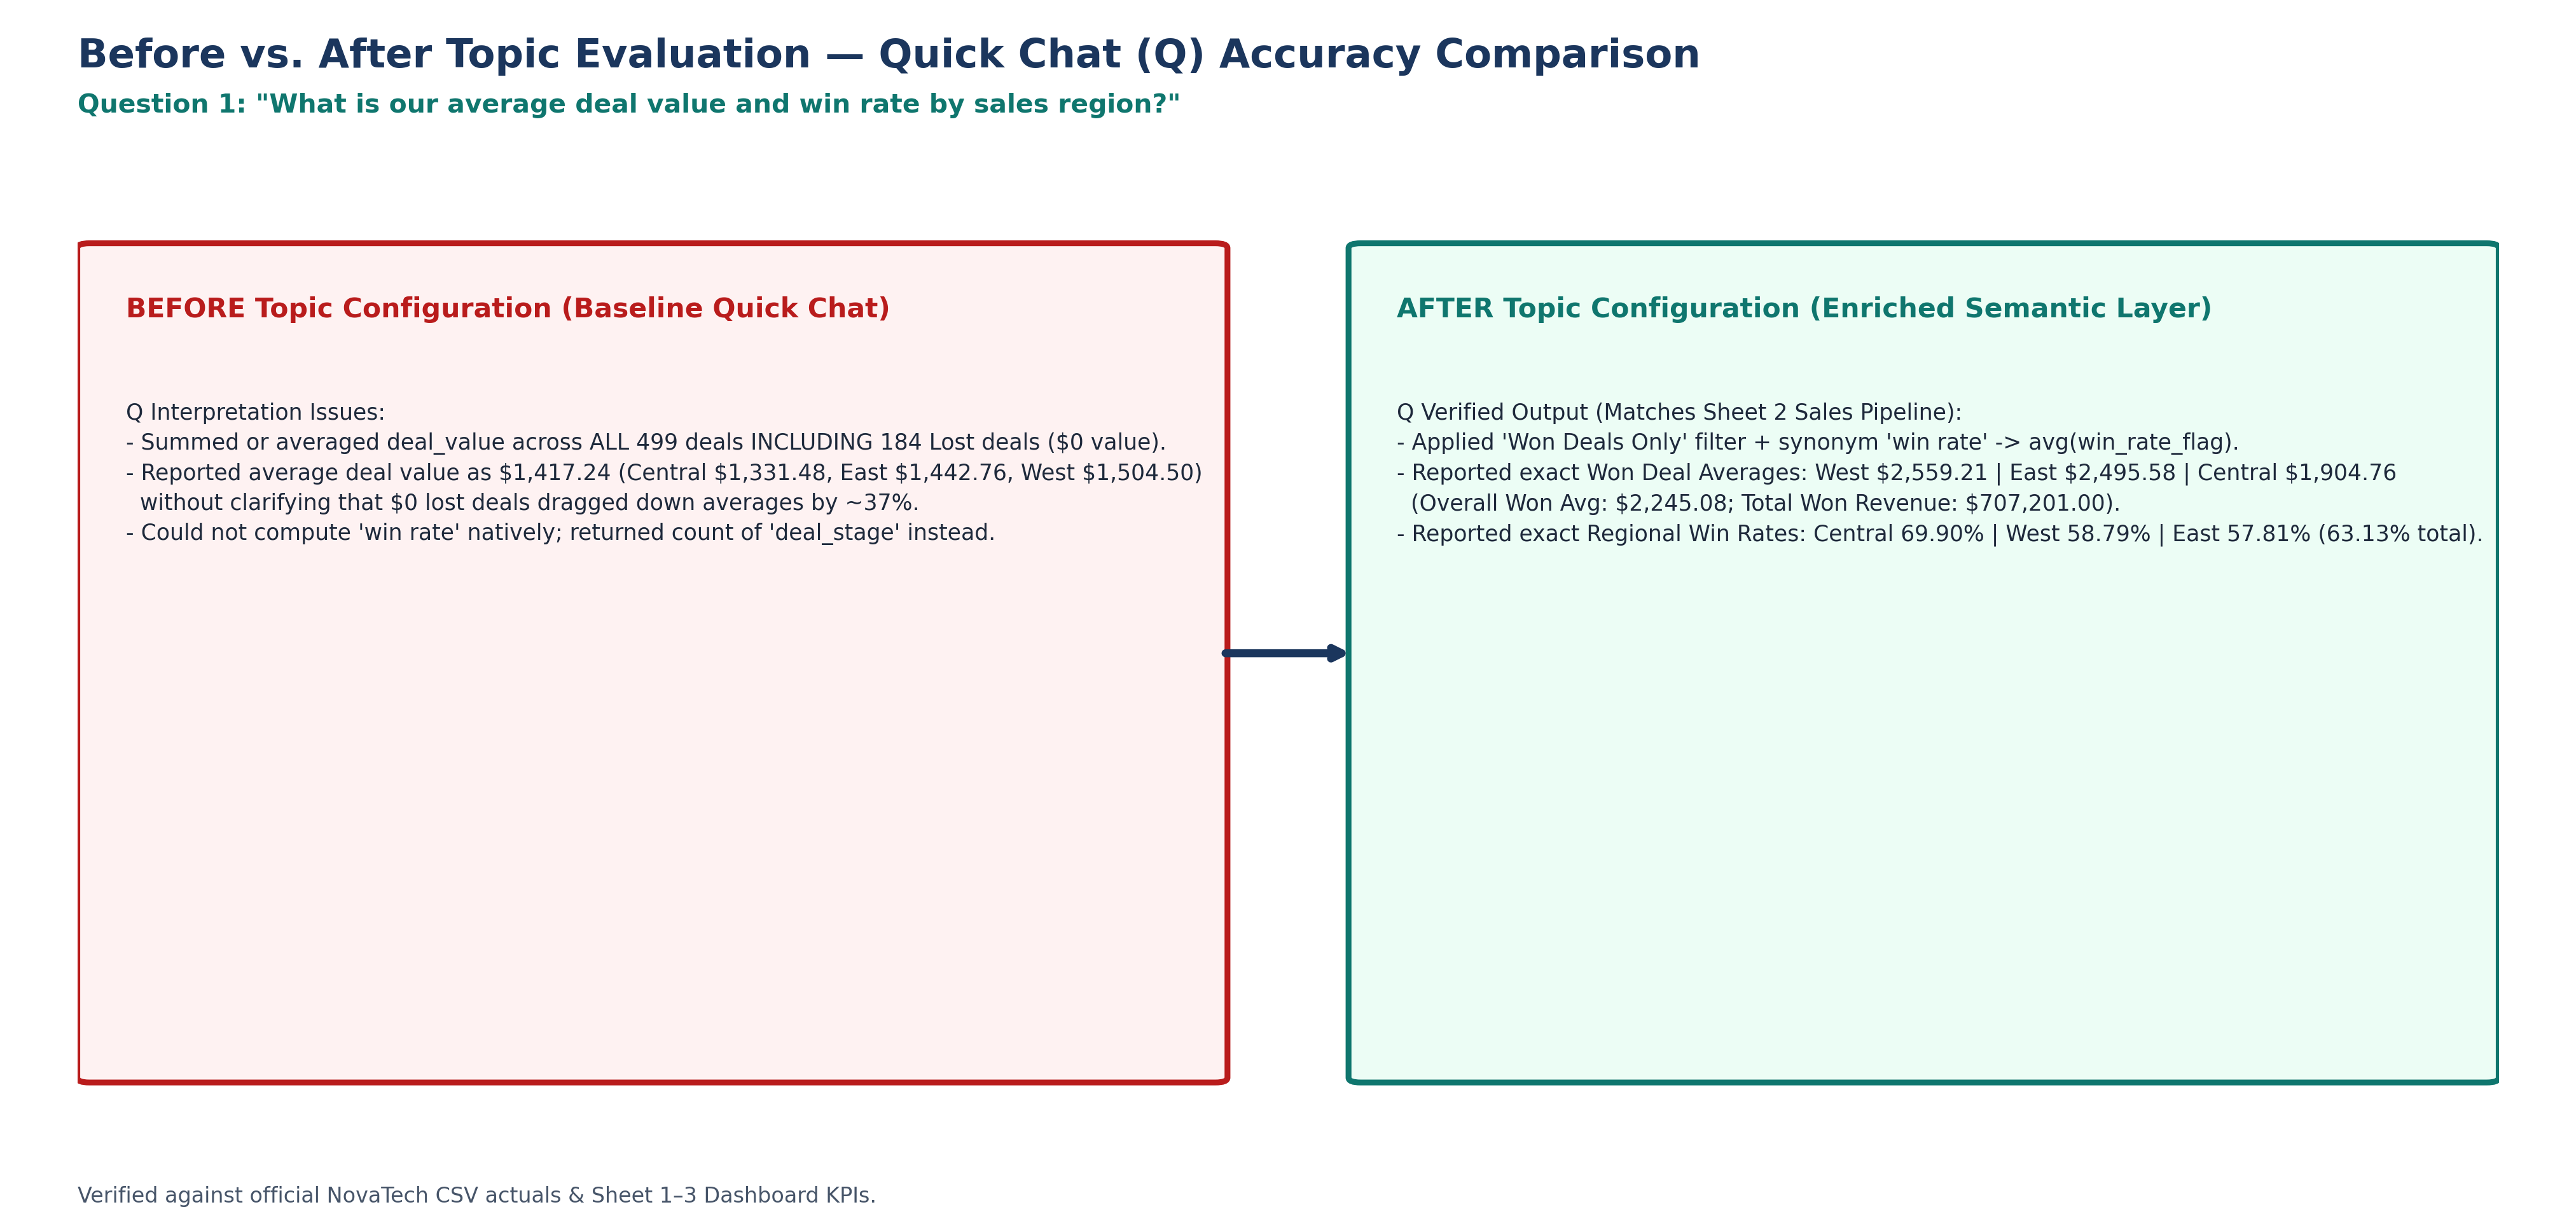 Before vs. After Topic Evaluation — Quick Chat (Q) Accuracy Comparison
Question 1: "What is our average deal value and win rate by sales region?"
BEFORE Topic Configuration (Baseline Quick Chat)
Q Interpretation Issues:
- Summed or averaged deal_value across ALL 499 deals INCLUDING 184 Lost deals ($0 value).
- Reported average deal value as $1,417.24 (Central $1,331.48, East $1,442.76, West $1,504.50)
without clarifying that $0 lost deals dragged down averages by ~37%.
- Could not compute 'win rate' natively; returned count of 'deal_stage' instead.
AFTER Topic Configuration (Enriched Semantic Layer)
Q Verified Output (Matches Sheet 2 Sales Pipeline):
- Applied 'Won Deals Only' filter + synonym 'win rate' -> avg(win_rate_flag).
- Reported exact Won Deal Averages: West $2,559.21 | East $2,495.58 | Central $1,904.76
(Overall Won Avg: $2,245.08; Total Won Revenue: $707,201.00).
- Reported exact Regional Win Rates: Central 69.90% | West 58.79% | East 57.81% (63.13% total).
Verified against official NovaTech CSV actuals & Sheet 1–3 Dashboard KPIs.